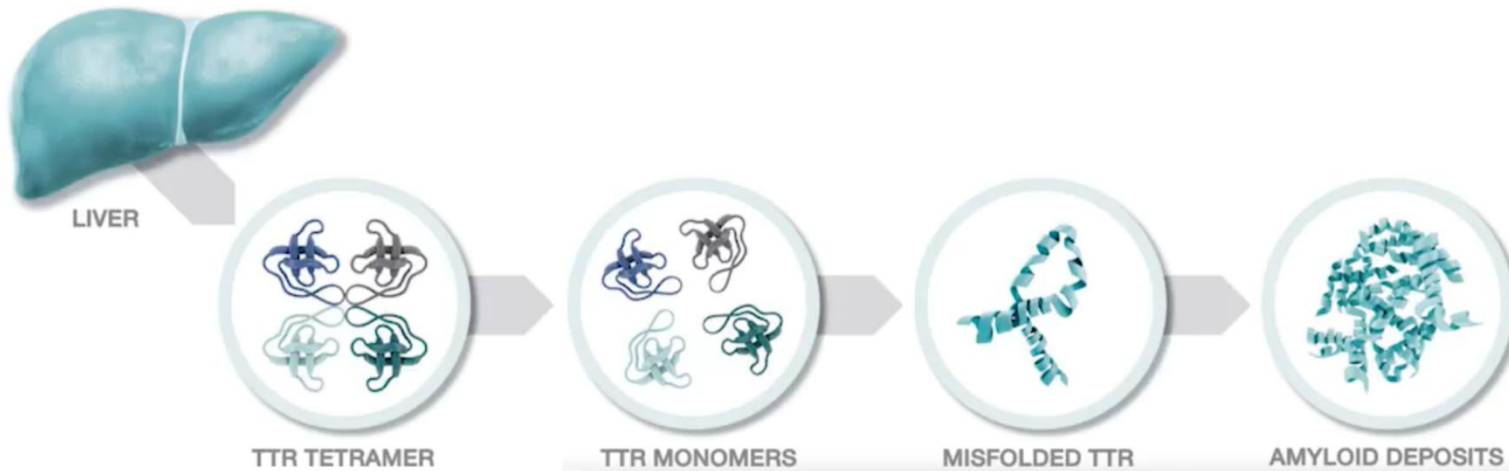 LIVER
TTR TETRAMER
TTR MONOMERS
MISFOLDED TTR
AMYLOID DEPOSITS